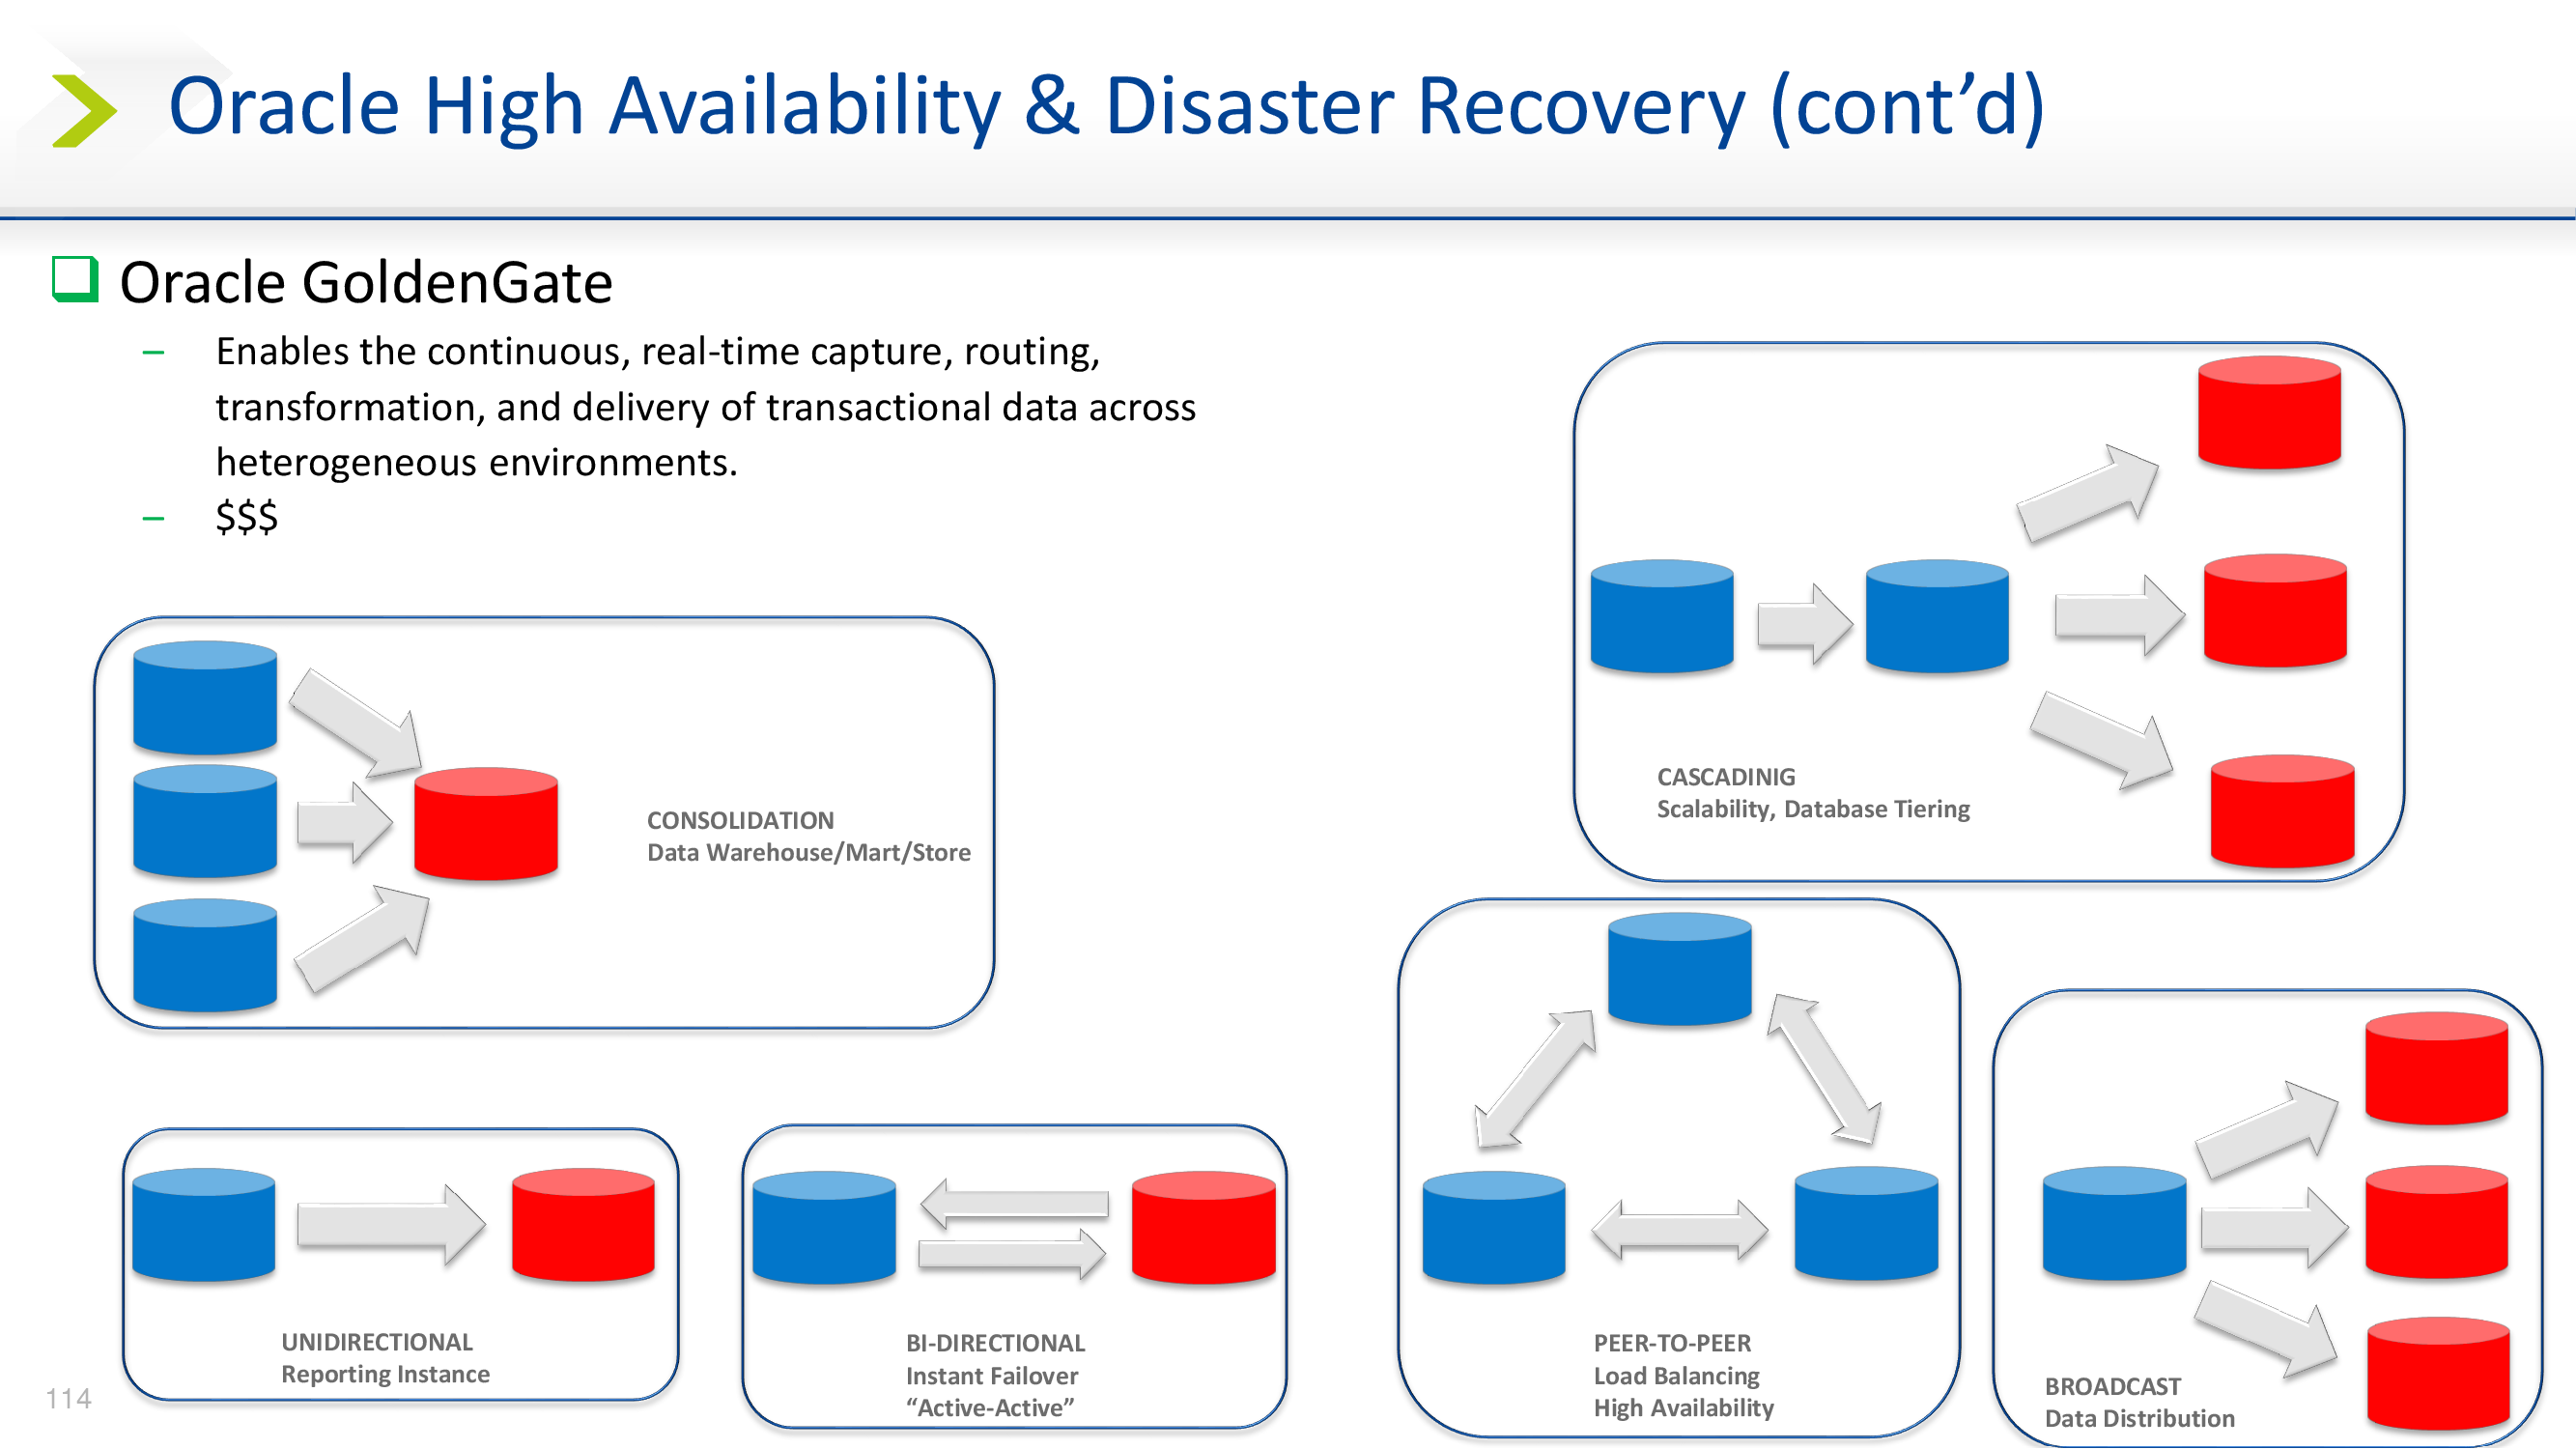 Oracle High Availability & Disaster Recovery (cont’d)
Oracle GoldenGate
– Enables the continuous, real-time capture, routing,
transformation, and delivery of transactional data across
heterogeneous environments.
– $$$
CASCADINIG
Scalability, Database Tiering
CONSOLIDATION
Data Warehouse/Mart/Store
UNIDIRECTIONAL
Reporting Instance
BI-DIRECTIONAL
Instant Failover
“Active-Active”
PEER-TO-PEER
Load Balancing
High Availability
BROADCAST
Data Distribution
114